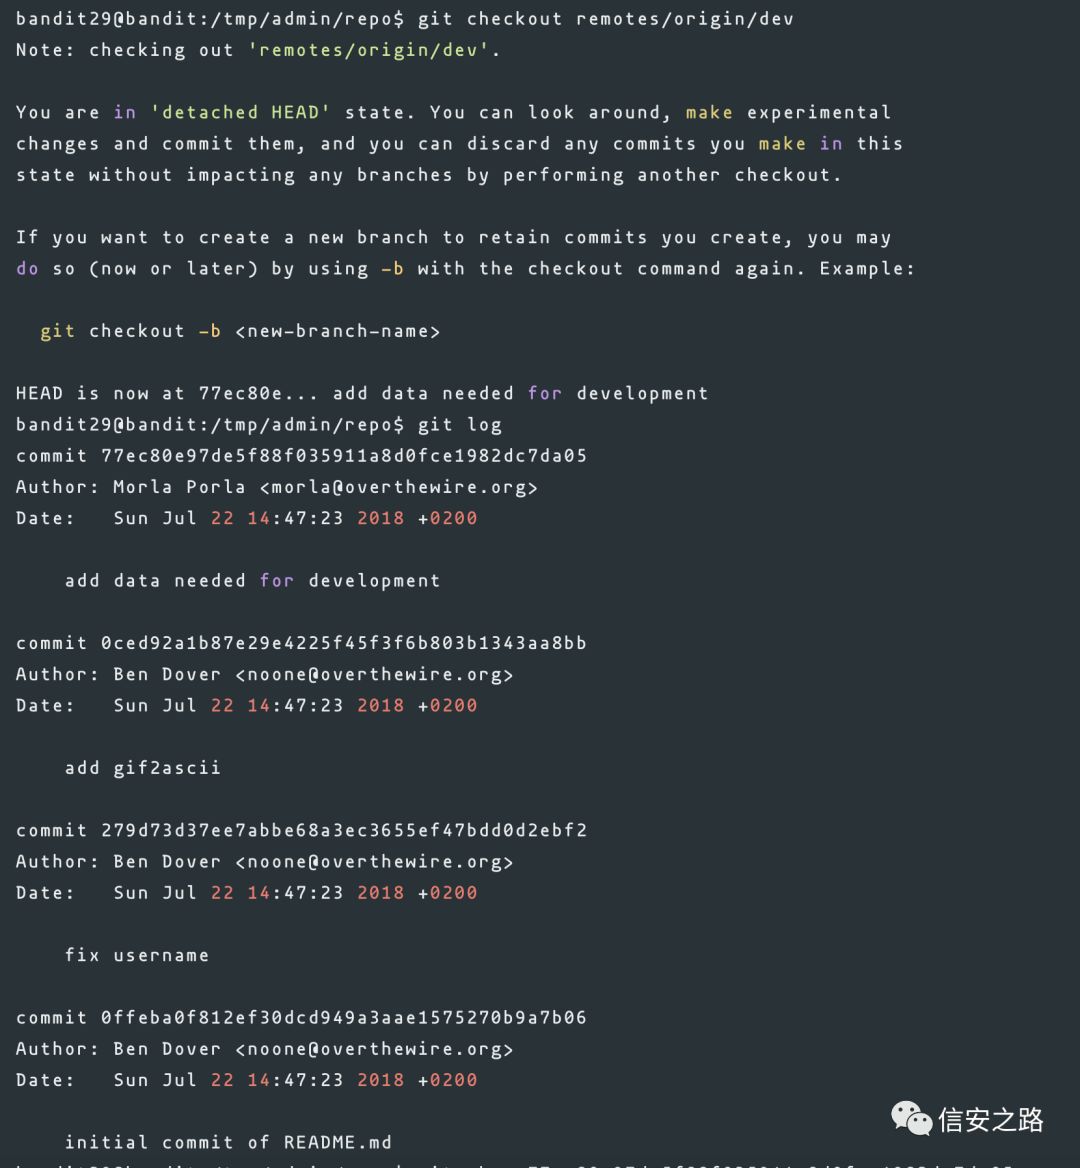 bandit29@bandit:/tmp/admin/repo$ git checkout remotes/origin/dev
Note: checking out 'remotes/origin/dev'.
You are in 'detached HEAD' state. You can look around, make experimental
changes and commit them, and you can discard any commits you make in this
state without impacting any branches by performing another checkout.
If you want to create a new branch to retain commits you create, you may
do so (now or later) by using -b with the checkout command again. Example:
git checkout -b <new-branch-name>
HEAD is now at 77ec80e... add data needed for development
bandit29@bandit:/tmp/admin/repo$ git log
commit 77ec80e97de5f88f035911a8d0fce1982dc7da05
Author: Morla Porla <morla@overthewire.org>
Date:   Sun Jul 22 14:47:23 2018 +0200
add data needed for development
commit 0ced92a1b87e29e4225f45f3f6b803b1343aa8bb
Author: Ben Dover <noone@overthewire.org>
Date:   Sun Jul 22 14:47:23 2018 +0200
add gif2ascii
commit 279d73d37ee7abbe68a3ec3655ef47bdd0d2ebf2
Author: Ben Dover <noone@overthewire.org>
Date:   Sun Jul 22 14:47:23 2018 +0200
fix username
commit 0ffeba0f812ef30dcd949a3aae1575270b9a7b06
Author: Ben Dover <noone@overthewire.org>
Date:   Sun Jul 22 14:47:23 2018 +0200
信安之路
initial commit of README.md